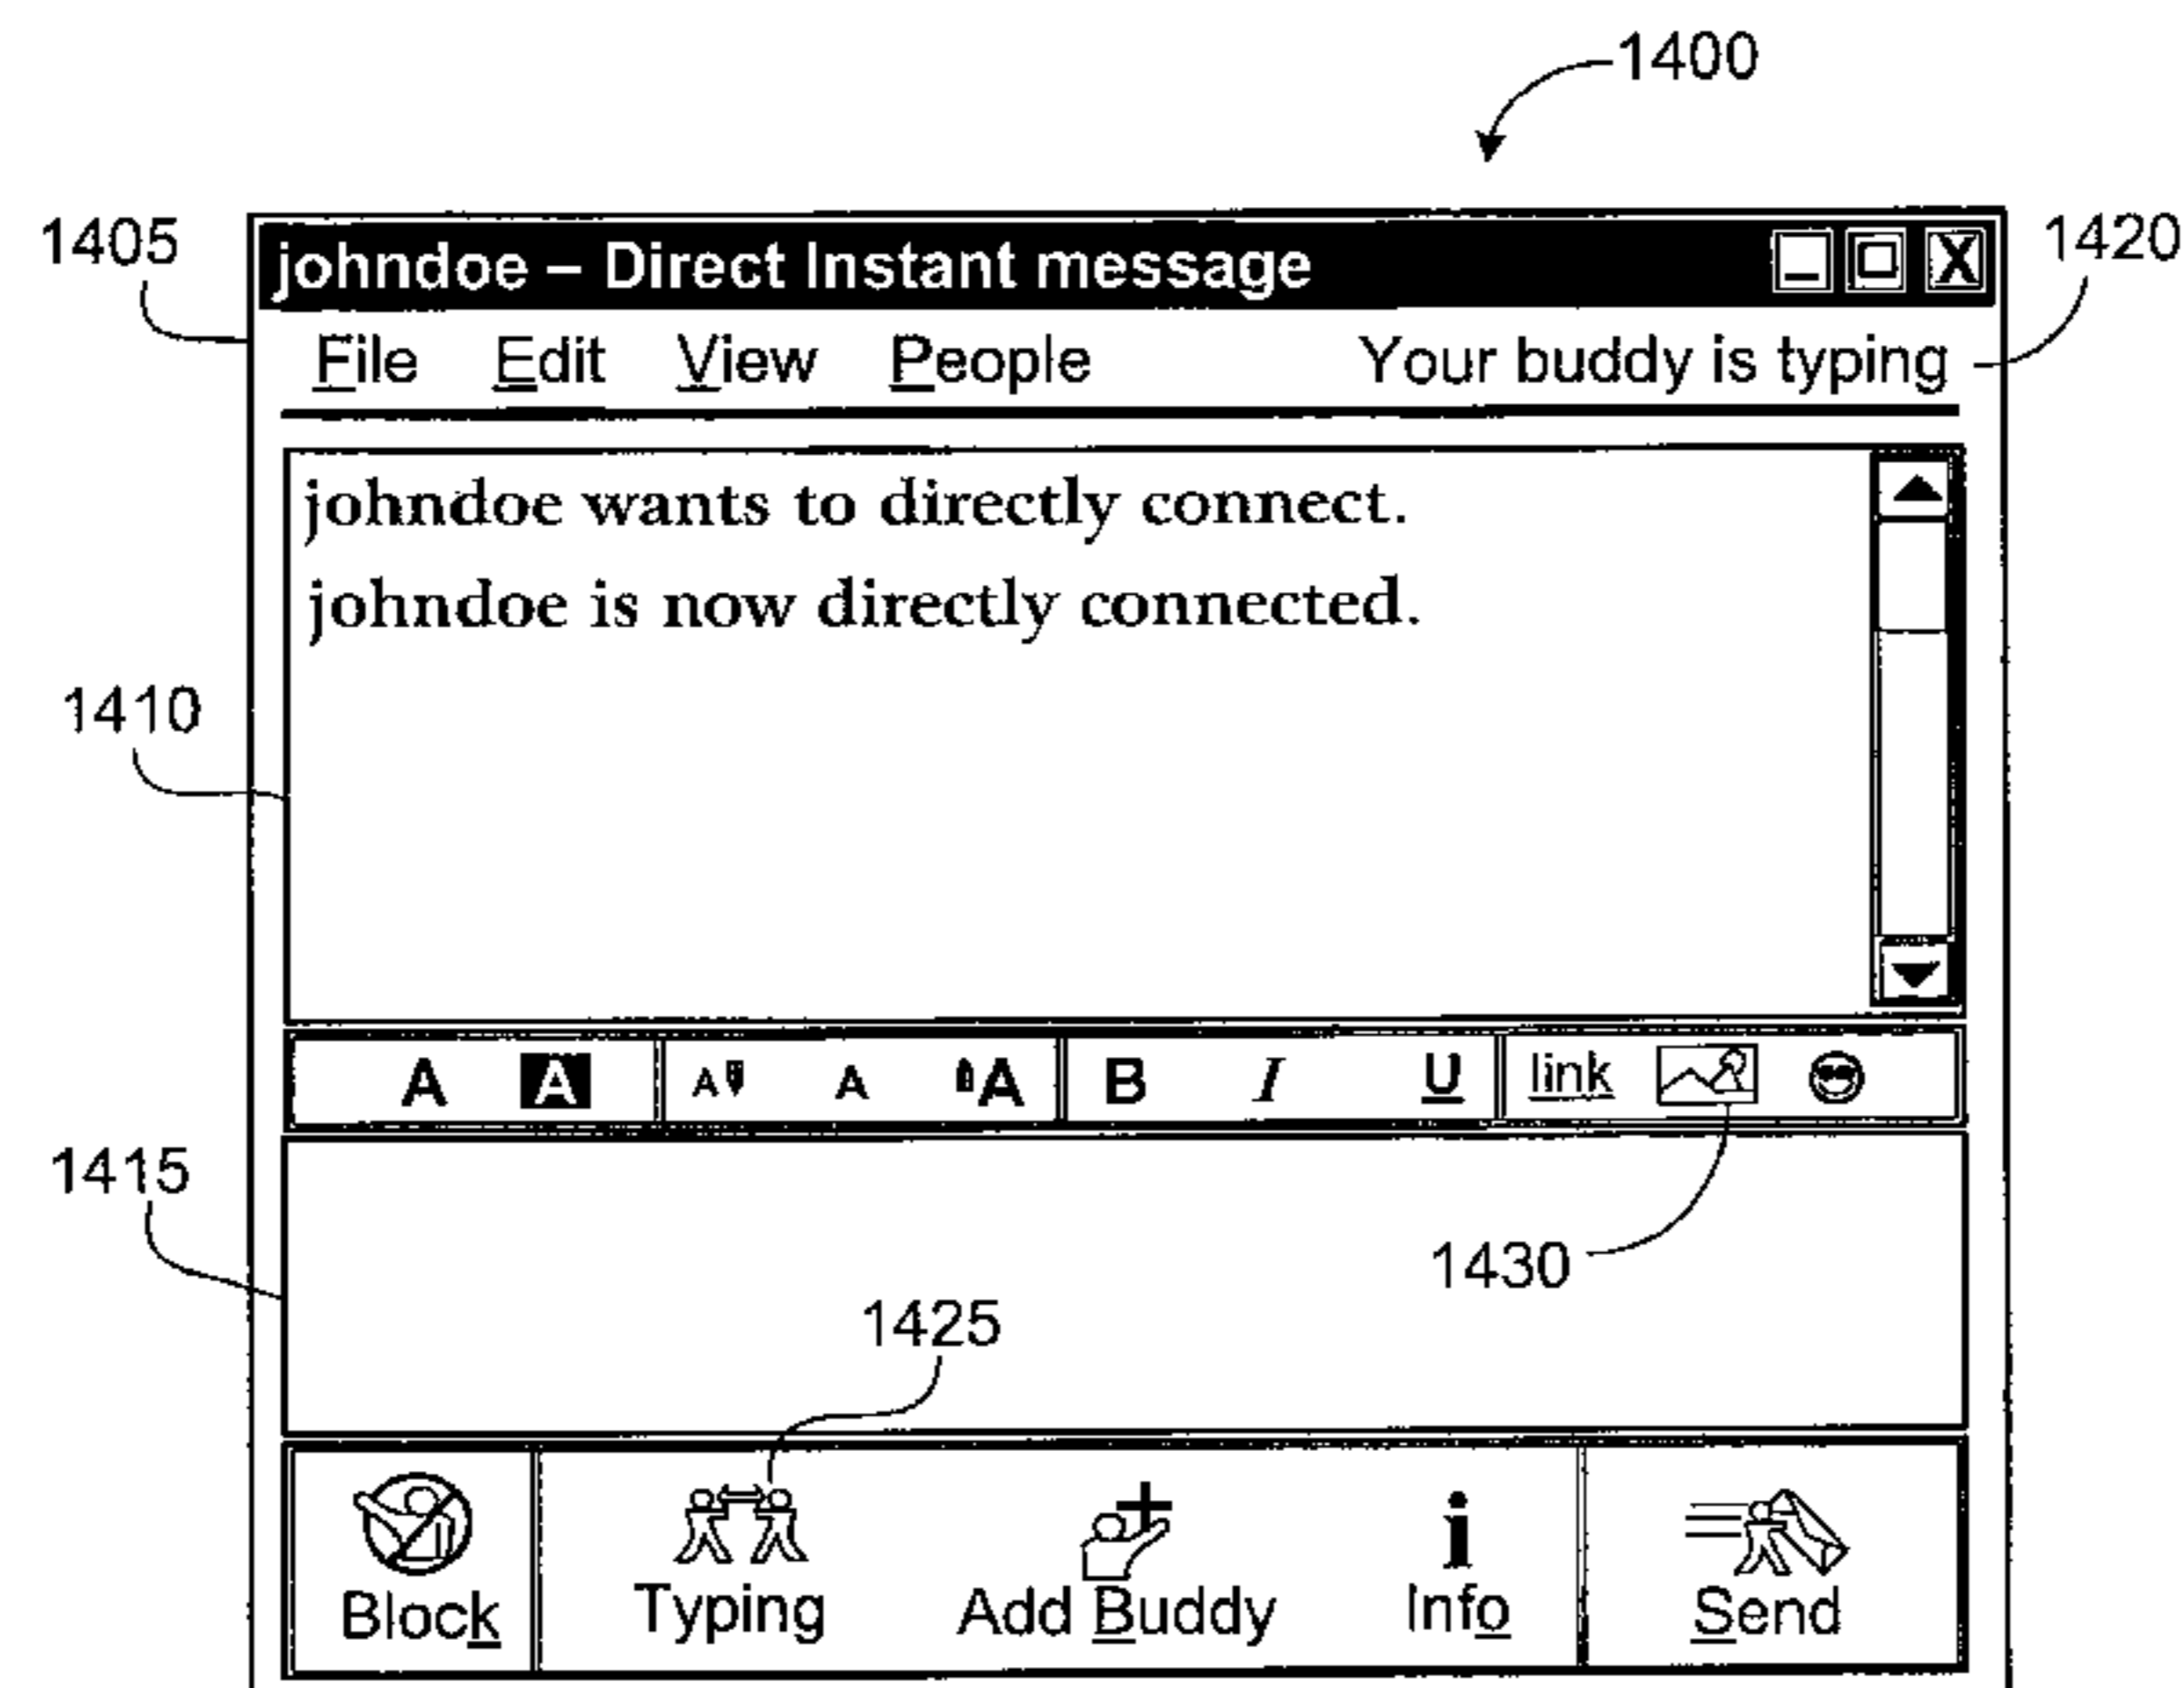 1400
1405
1420
johndoe – Direct Instant message
X
File Edit View People Your buddy is typing
johndoe wants to directly connect.
johndoe is now directly connected.
1410
A A A A A B I U link
1415
1430
1425
i
Block Typing Add Buddy Info Send